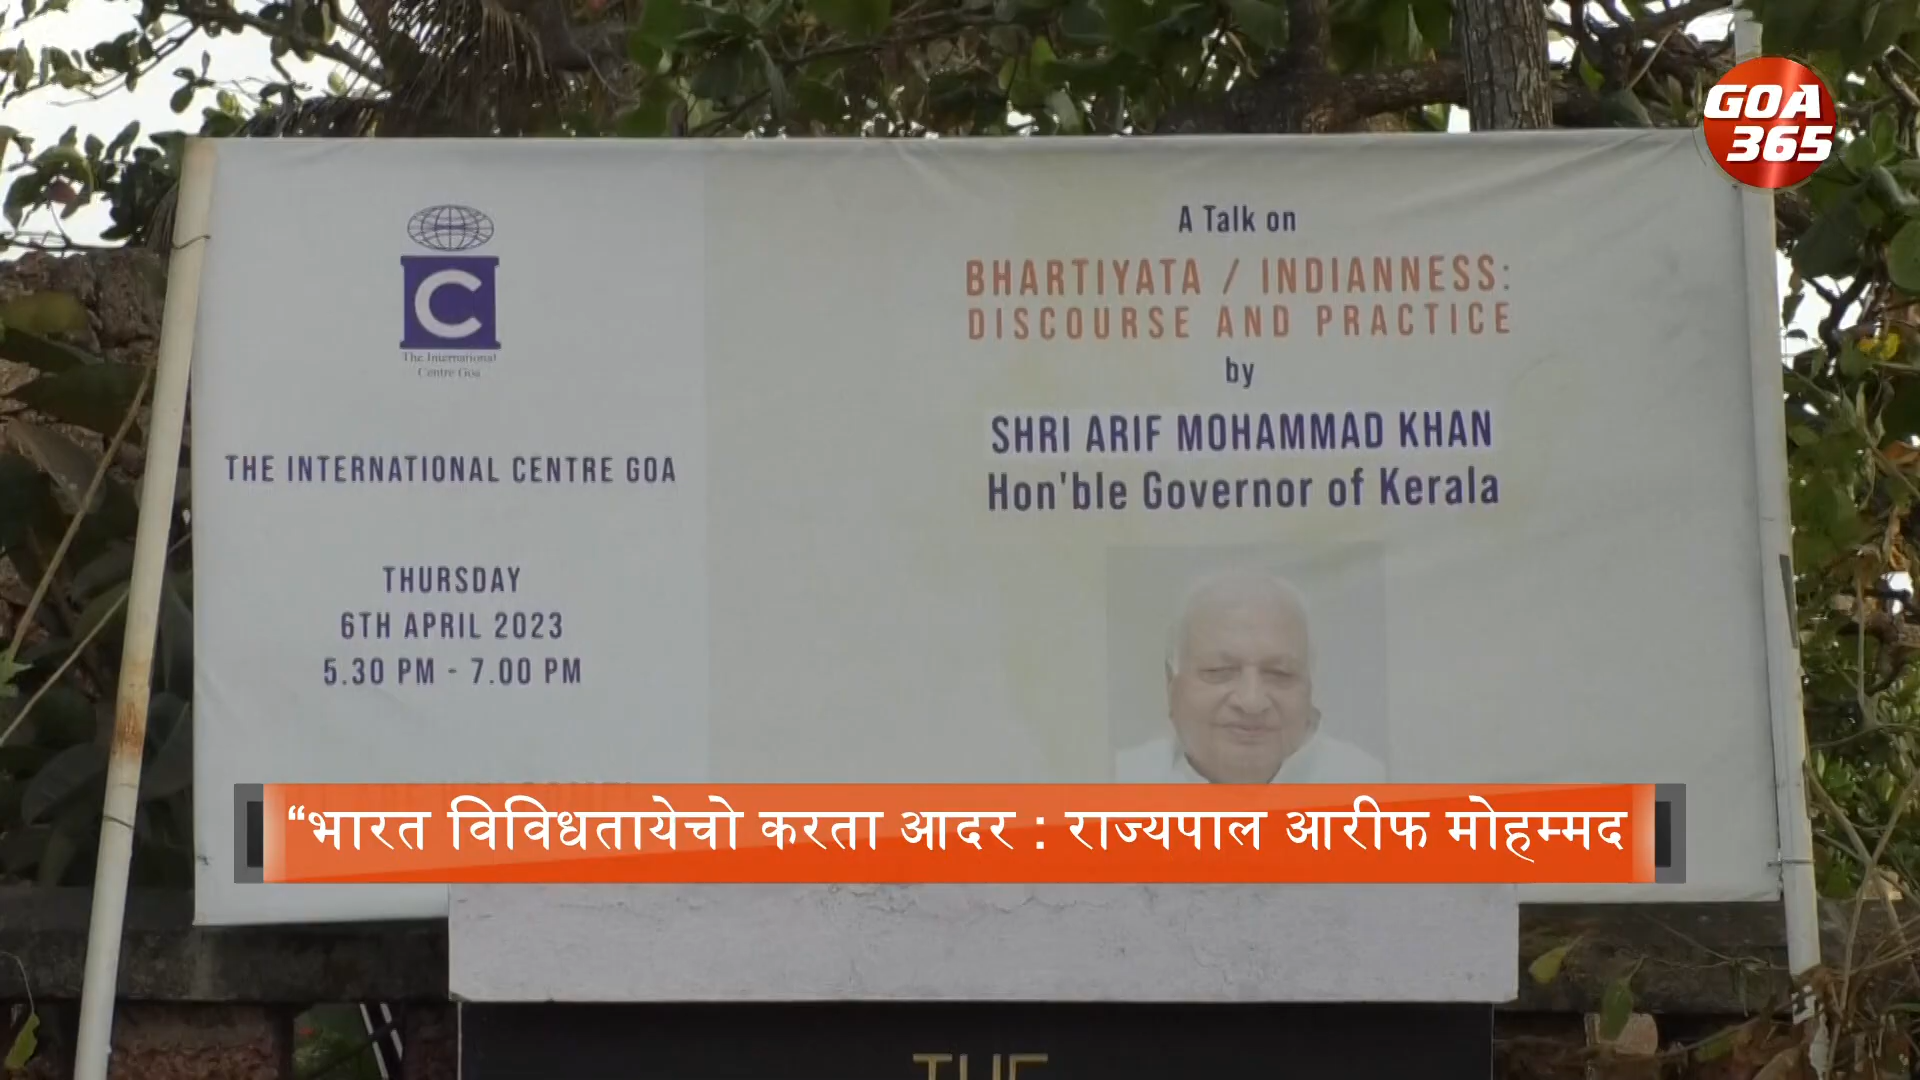 GOA
365
The International
Centre Goa
THE INTERNATIONAL CENTRE GOA
THURSDAY
6TH APRIL 2023
5.30 PM - 7.00 PM
A Talk on
BHARTIYATA / INDIANNESS:
DISCOURSE AND PRACTICE
by
SHRI ARIF MOHAMMAD KHAN
Hon'ble Governor of Kerala
“भारत विविधतायेचो करता आदर : राज्यपाल आरीफ मोहम्मद
THE